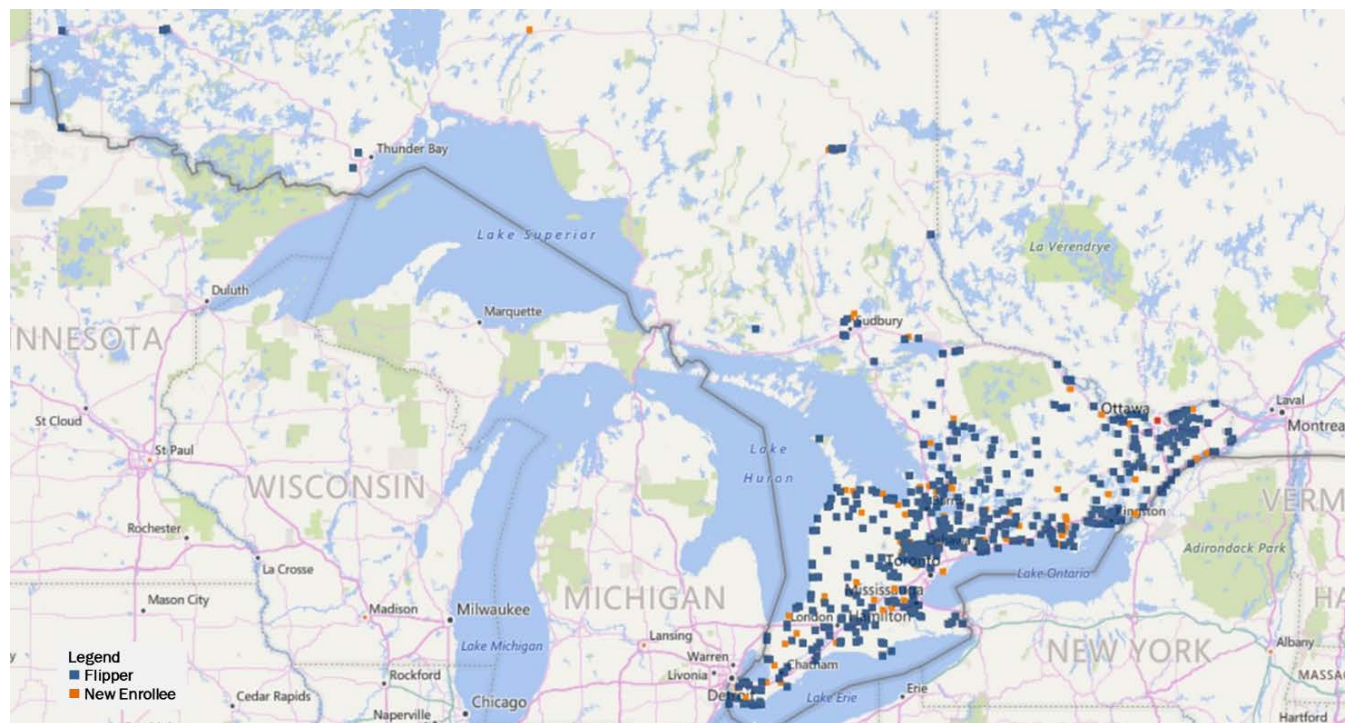 Thunder Bay
La Verendrye
Lake Superior
Duluth
Marquette
Sudbury
INNESOTA
St Cloud
Ottawa
Laval
Montrea
St Paul
Lake
Huron
WISCONSIN
VERM
Rochester
Kingston
Adirondack Park
La Crosse
Toronto
Lake Ontario
Mason City
MICHIGAN
Mississauga
HA
Madison
Milwaukee
London
Hamilton
Lansing
Lake Michigan
NEW YORK
Albany
Legend
Flipper
New Enrollee
Warren
Livonia
Chatham
Rockford
Detroit
Lake Erie
Erie
MASSAC
Cedar Rapids
Chicago
Naperville
Hartford